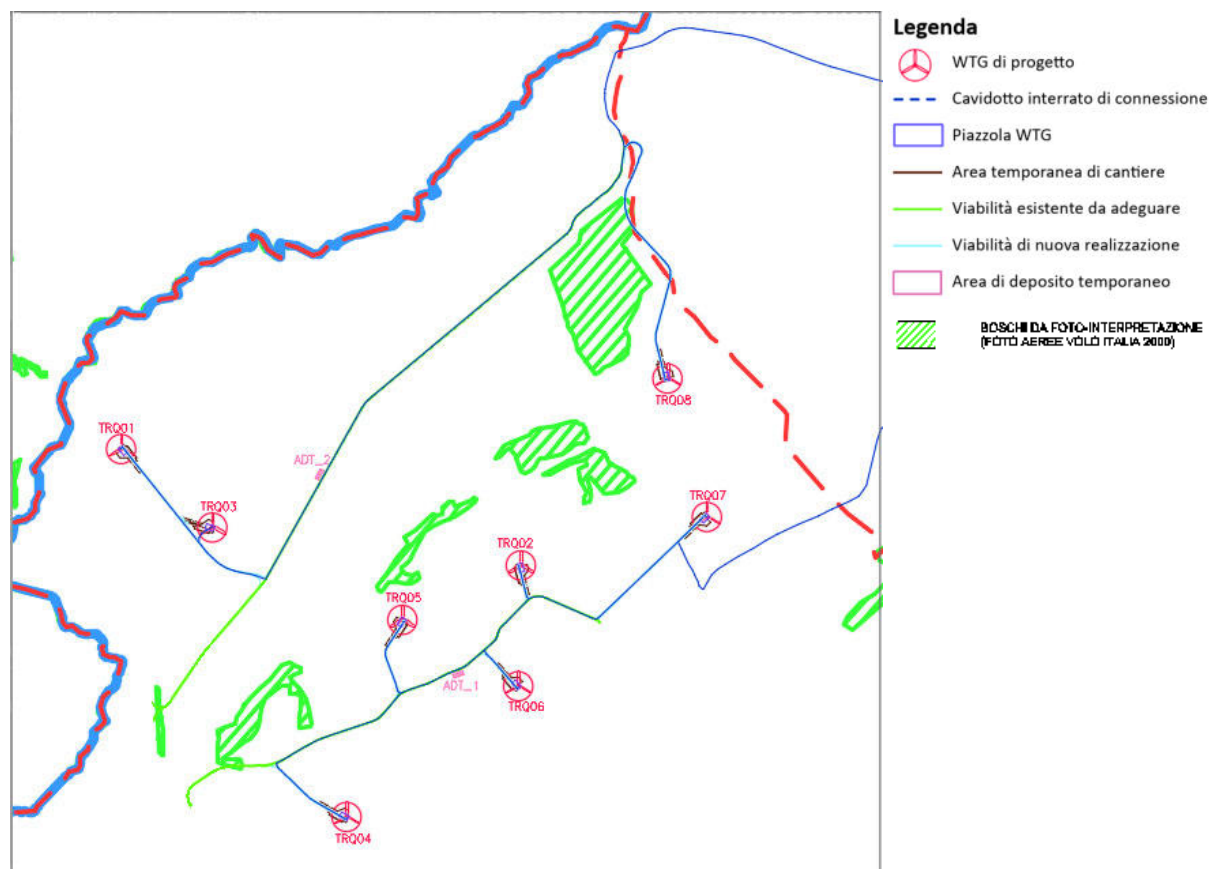 Legenda
WTG di progetto
Cavidotto interrato di connessione
Piazzola WTG
Area temporanea di cantiere
Viabilità esistente da adeguare
Viabilità di nuova realizzazione
Area di deposito temporaneo
BOSCHI DA FOTO-INTERPRETAZIONE
(FOTO AEREE VOLO ITALIA 2000)
TRQ08
TRQ01
ADT_2
TRQ03
TRQ07
TRQ02
TRQ05
ADT_1
TRQ06
TRQ04